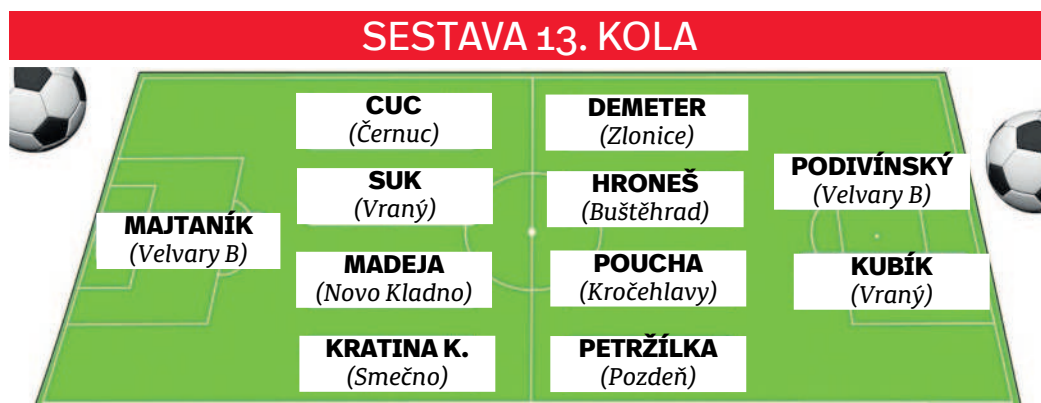 SESTAVA 13. KOLA
MAJTANÍK
(Velvary B)
CUC
(Černuc)
SUK
(Vraný)
MADEJA
(Novo Kladno)
KRATINA K.
(Smečno)
DEMETER
(Zlonice)
HRONEŠ
(Buštěhrad)
POUCHA
(Kročehlavy)
PETRŽÍLKA
(Pozdeň)
PODIVÍNSKÝ
(Velvary B)
KUBÍK
(Vraný)